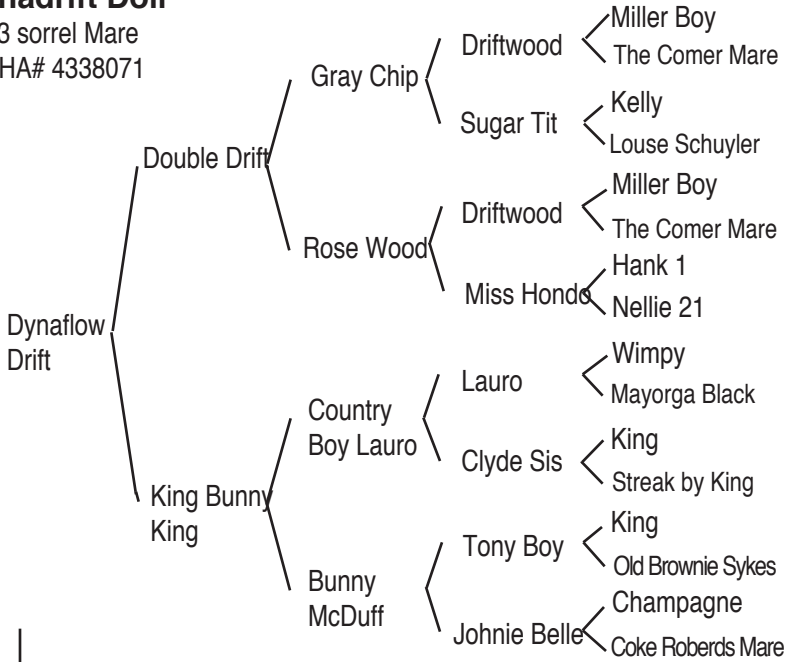 Doll
3 sorrel Mare
HA# 4338071
Miller Boy
Driftwood
The Comer Mare
Gray Chip
Kelly
Sugar Tit
Louse Schuyler
Double Drift
Miller Boy
Driftwood
The Comer Mare
Rose Wood
Hank 1
Miss Hondo
Nellie 21
Dynaflow
Drift
Wimpy
Lauro
Mayorga Black
Country
Boy Lauro
King
Clyde Sis
Streak by King
King Bunny
King
King
Tony Boy
Old Brownie Sykes
Bunny
McDuff
Champagne
Johnie Belle
Coke Roberds Mare